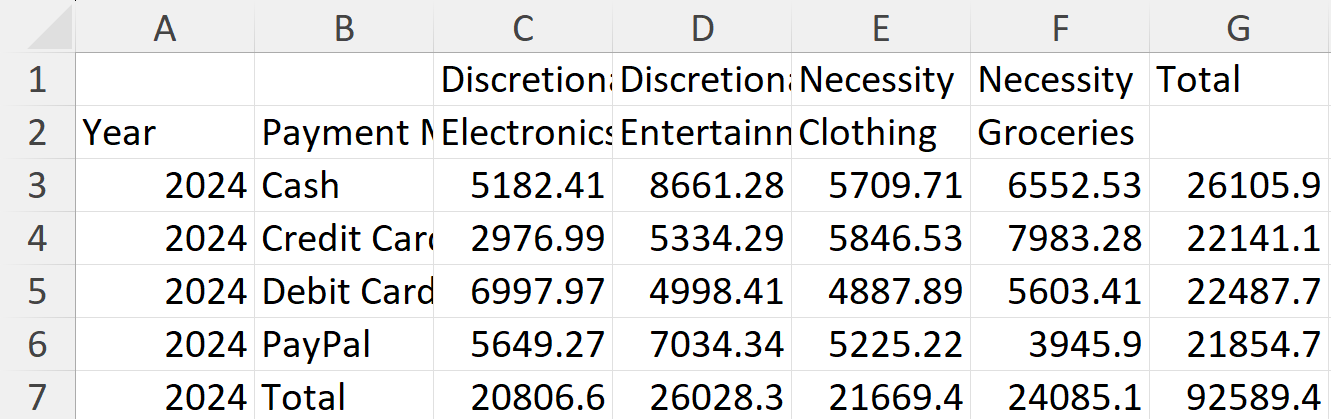 A B C D E F G
1 Discretiona Discretiona Necessity Necessity Total
2 Year Payment M Electronics Entertainn Clothing Groceries
3 2024 Cash 5182.41 8661.28 5709.71 6552.53 26105.9
4 2024 Credit Card 2976.99 5334.29 5846.53 7983.28 22141.1
5 2024 Debit Card 6997.97 4998.41 4887.89 5603.41 22487.7
6 2024 PayPal 5649.27 7034.34 5225.22 3945.9 21854.7
7 2024 Total 20806.6 26028.3 21669.4 24085.1 92589.4